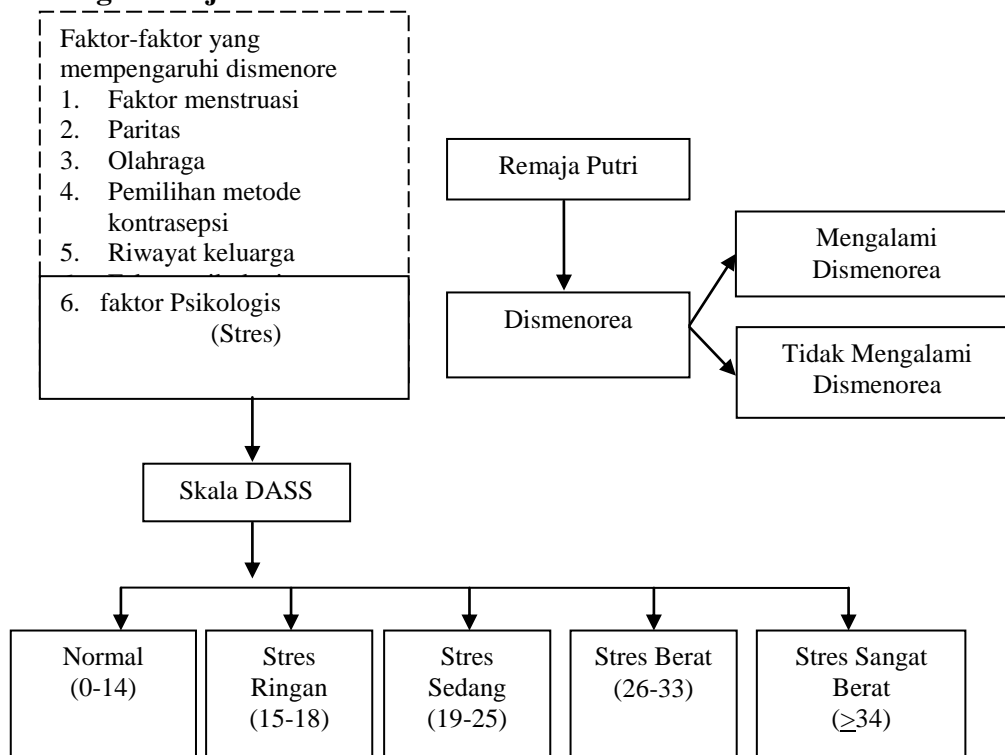 Faktor-faktor yang
mempengaruhi dismenore
1. Faktor menstruasi
2. Paritas
3. Olahraga
4. Pemilihan metode
kontrasepsi
5. Riwayat keluarga
6. faktor Psikologis
(Stres)
Remaja Putri
Dismenorea
Mengalami
Dismenorea
Tidak Mengalami
Dismenorea
Skala DASS
Normal
(0-14)
Stres
Ringan
(15-18)
Stres
Sedang
(19-25)
Stres Berat
(26-33)
Stres Sangat
Berat
(≥34)